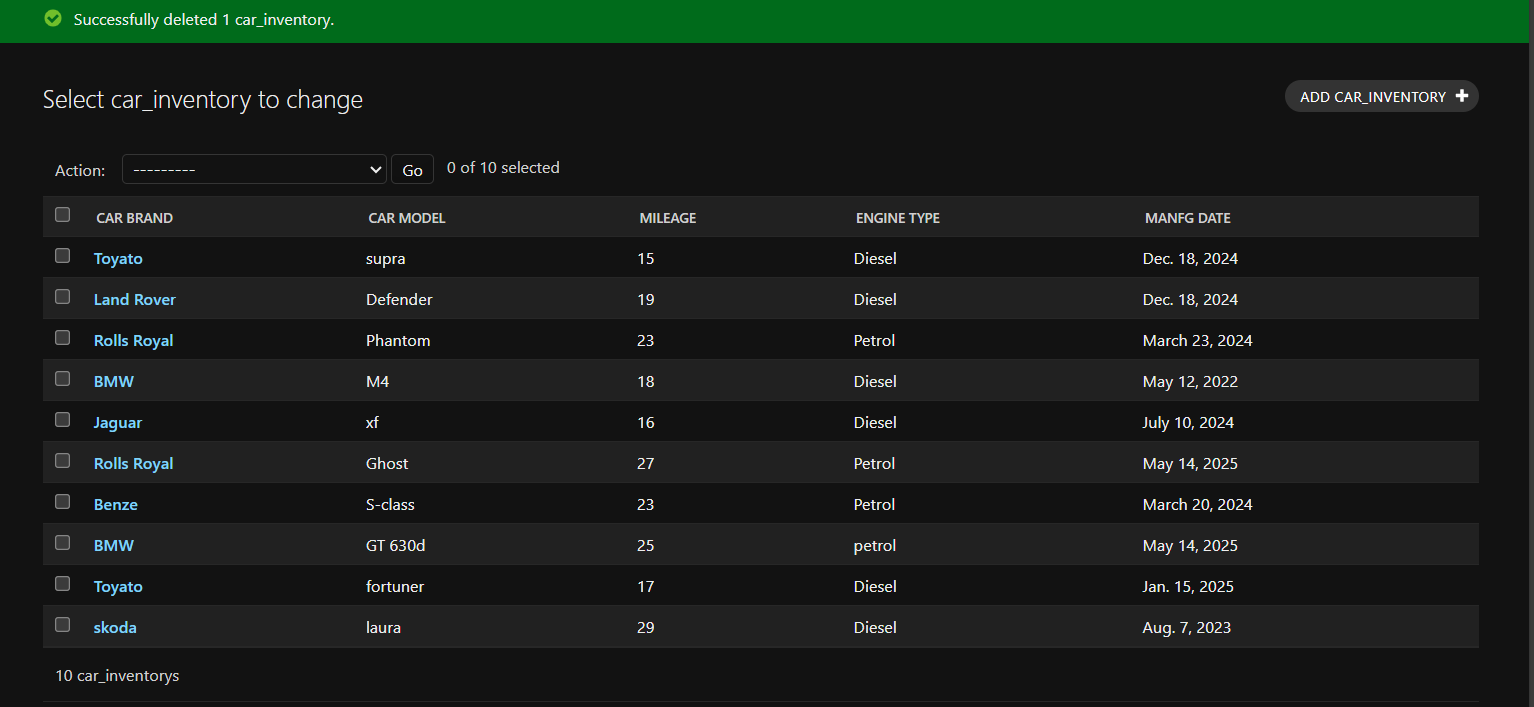 Successfully deleted 1 car_inventory.
Select car_inventory to change
ADD CAR_INVENTORY
Action: --------- Go 0 of 10 selected
CAR BRAND CAR MODEL MILEAGE ENGINE TYPE MANFG DATE
Toyato supra 15 Diesel Dec. 18, 2024
Land Rover Defender 19 Diesel Dec. 18, 2024
Rolls Royal Phantom 23 Petrol March 23, 2024
BMW M4 18 Diesel May 12, 2022
Jaguar xf 16 Diesel July 10, 2024
Rolls Royal Ghost 27 Petrol May 14, 2025
Benze S-class 23 Petrol March 20, 2024
BMW GT 630d 25 petrol May 14, 2025
Toyato fortuner 17 Diesel Jan. 15, 2025
skoda laura 29 Diesel Aug. 7, 2023
10 car_inventorys